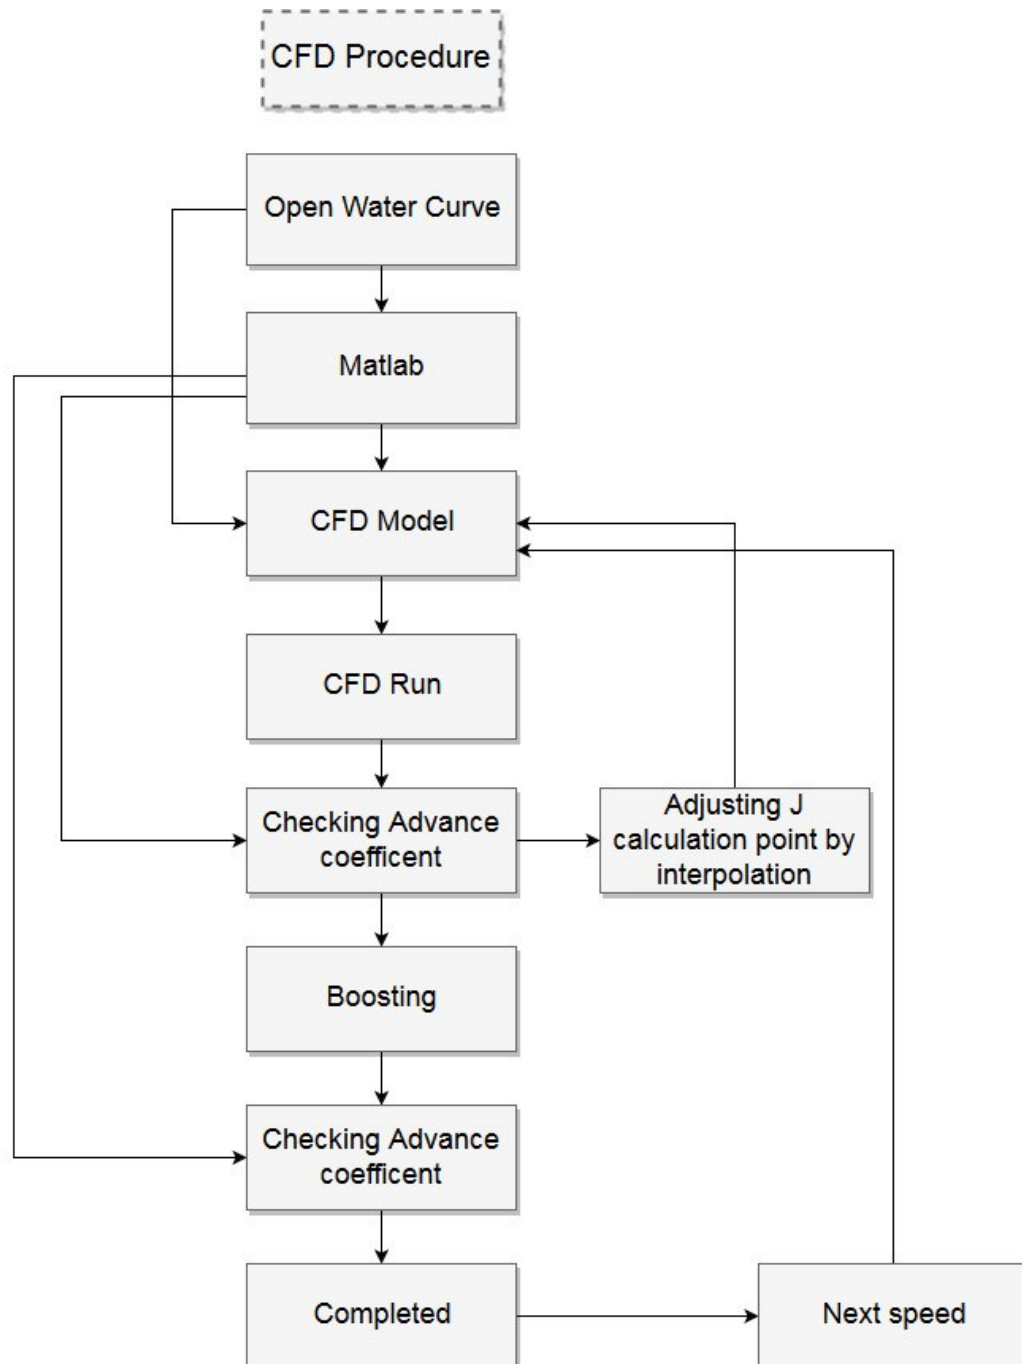 CFD Procedure
Open Water Curve
Matlab
CFD Model
CFD Run
Checking Advance
coefficent
Adjusting J
calculation point by
interpolation
Boosting
Checking Advance
coefficent
Completed
Next speed